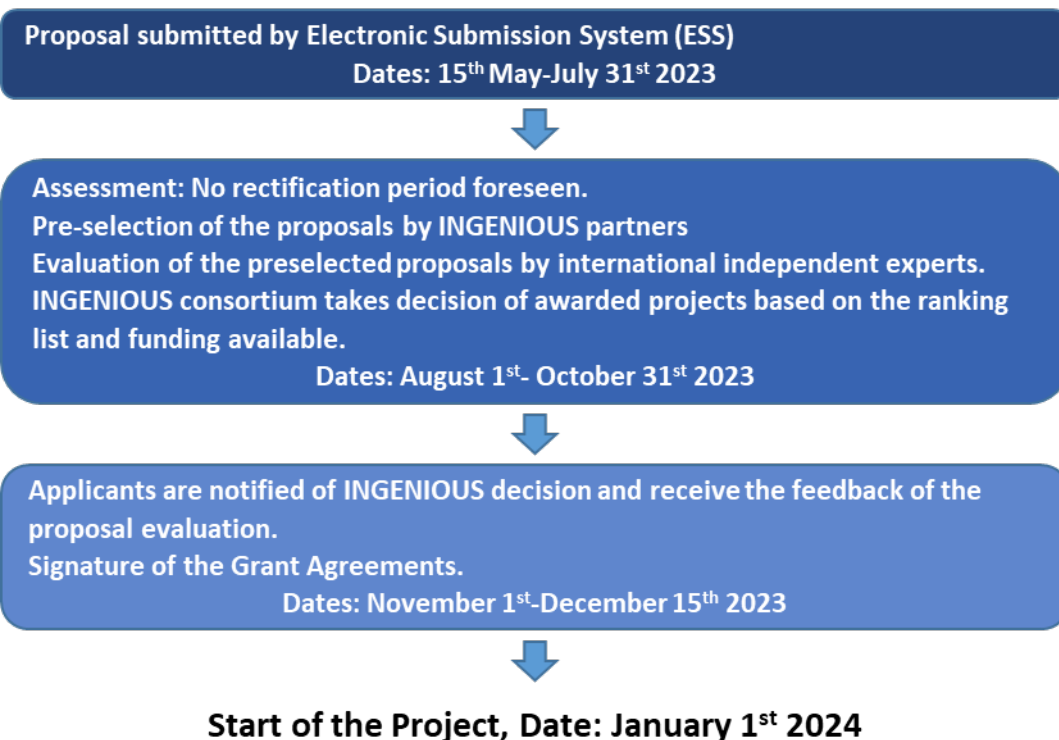 Proposal submitted by Electronic Submission System (ESS)
Dates: 15th May-July 31st 2023
Assessment: No rectification period foreseen.
Pre-selection of the proposals by INGENIOUS partners
Evaluation of the preselected proposals by international independent experts.
INGENIOUS consortium takes decision of awarded projects based on the ranking
list and funding available.
Dates: August 1st- October 31st 2023
Applicants are notified of INGENIOUS decision and receive the feedback of the
proposal evaluation.
Signature of the Grant Agreements.
Dates: November 1st-December 15th 2023
Start of the Project, Date: January 1st 2024